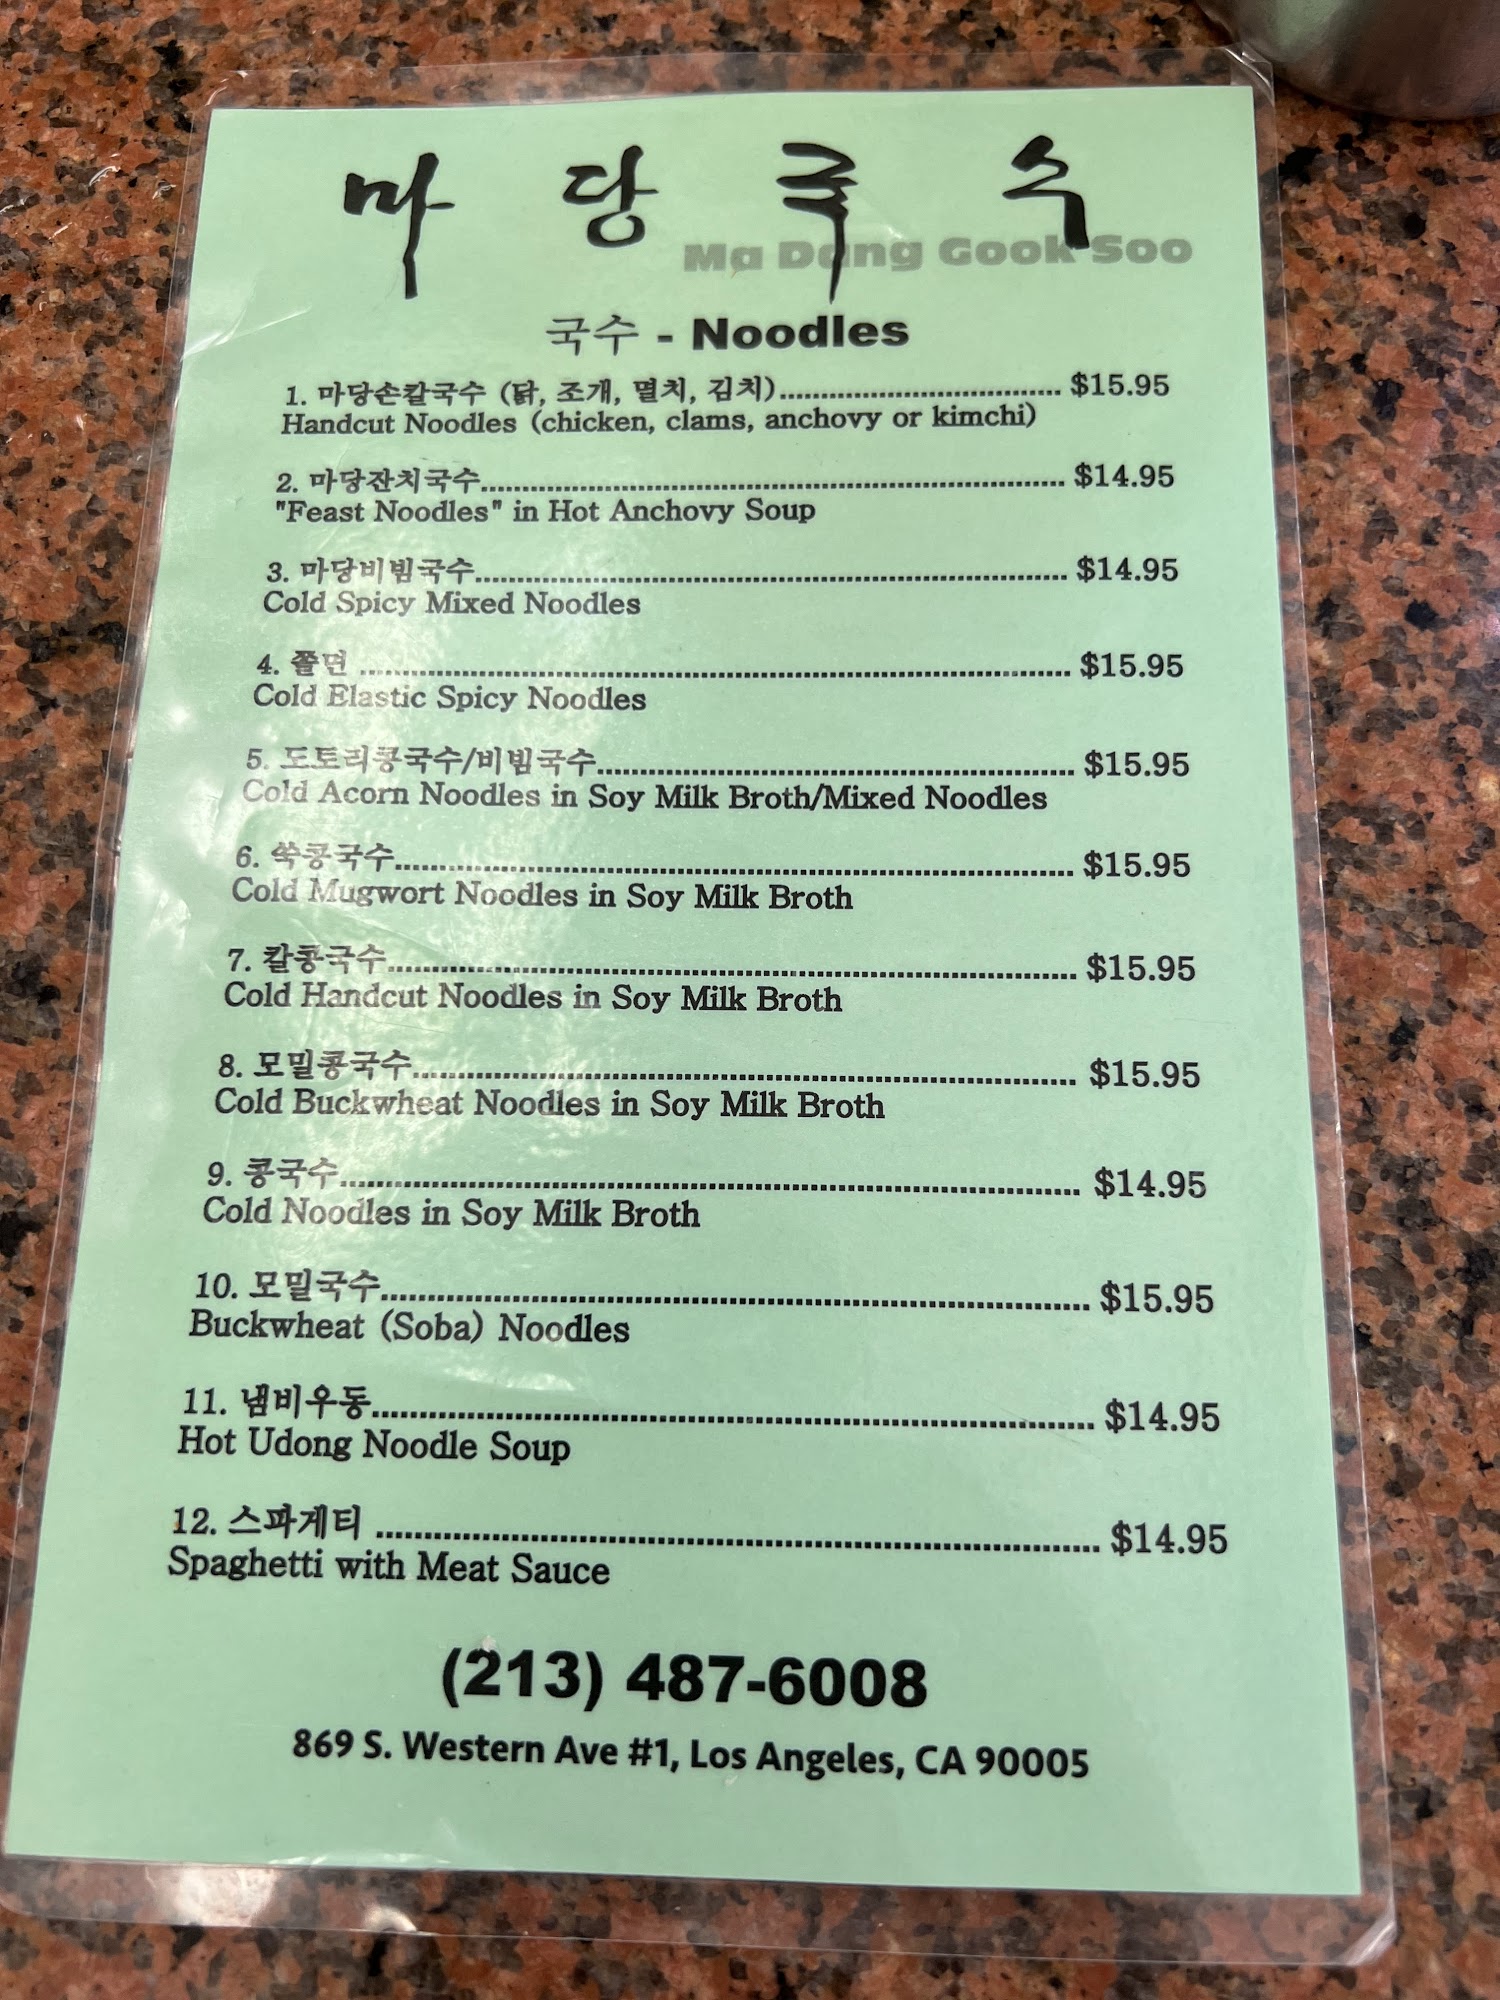 마당국수
Ma Dang Gook Soo
국수 - Noodles
1. 마당손칼국수 (닭, 조개, 멸치, 김치)................................... $15.95
Handcut Noodles (chicken, clams, anchovy or kimchi)
2. 마당잔치국수....................................................................... $14.95
"Feast Noodles" in Hot Anchovy Soup
3. 마당비빔국수....................................................................... $14.95
Cold Spicy Mixed Noodles
4. 쫄면 ..................................................................................... $15.95
Cold Elastic Spicy Noodles
5. 도토리콩국수/비빔국수......................................................... $15.95
Cold Acorn Noodles in Soy Milk Broth/Mixed Noodles
6. 쑥콩국수................................................................................ $15.95
Cold Mugwort Noodles in Soy Milk Broth
7. 칼콩국수................................................................................ $15.95
Cold Handcut Noodles in Soy Milk Broth
8. 모밀콩국수............................................................................. $15.95
Cold Buckwheat Noodles in Soy Milk Broth
9. 콩국수.................................................................................... $14.95
Cold Noodles in Soy Milk Broth
10. 모밀국수............................................................................... $15.95
Buckwheat (Soba) Noodles
11. 냄비우동............................................................................... $14.95
Hot Udong Noodle Soup
12. 스파게티 .............................................................................. $14.95
Spaghetti with Meat Sauce
(213) 487-6008
869 S. Western Ave #1, Los Angeles, CA 90005